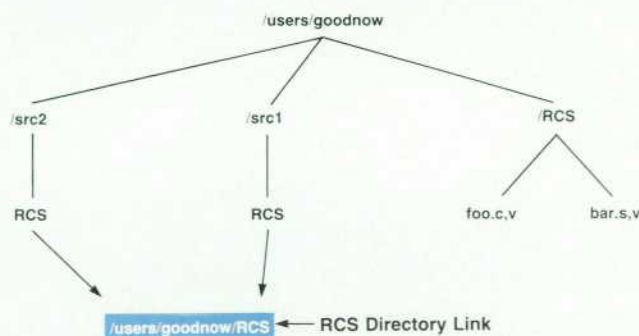 /users/goodnow
/src2
/src1
/RCS
RCS
RCS
foo.c,v
bar.s,v
/users/goodnow/RCS
RCS Directory Link